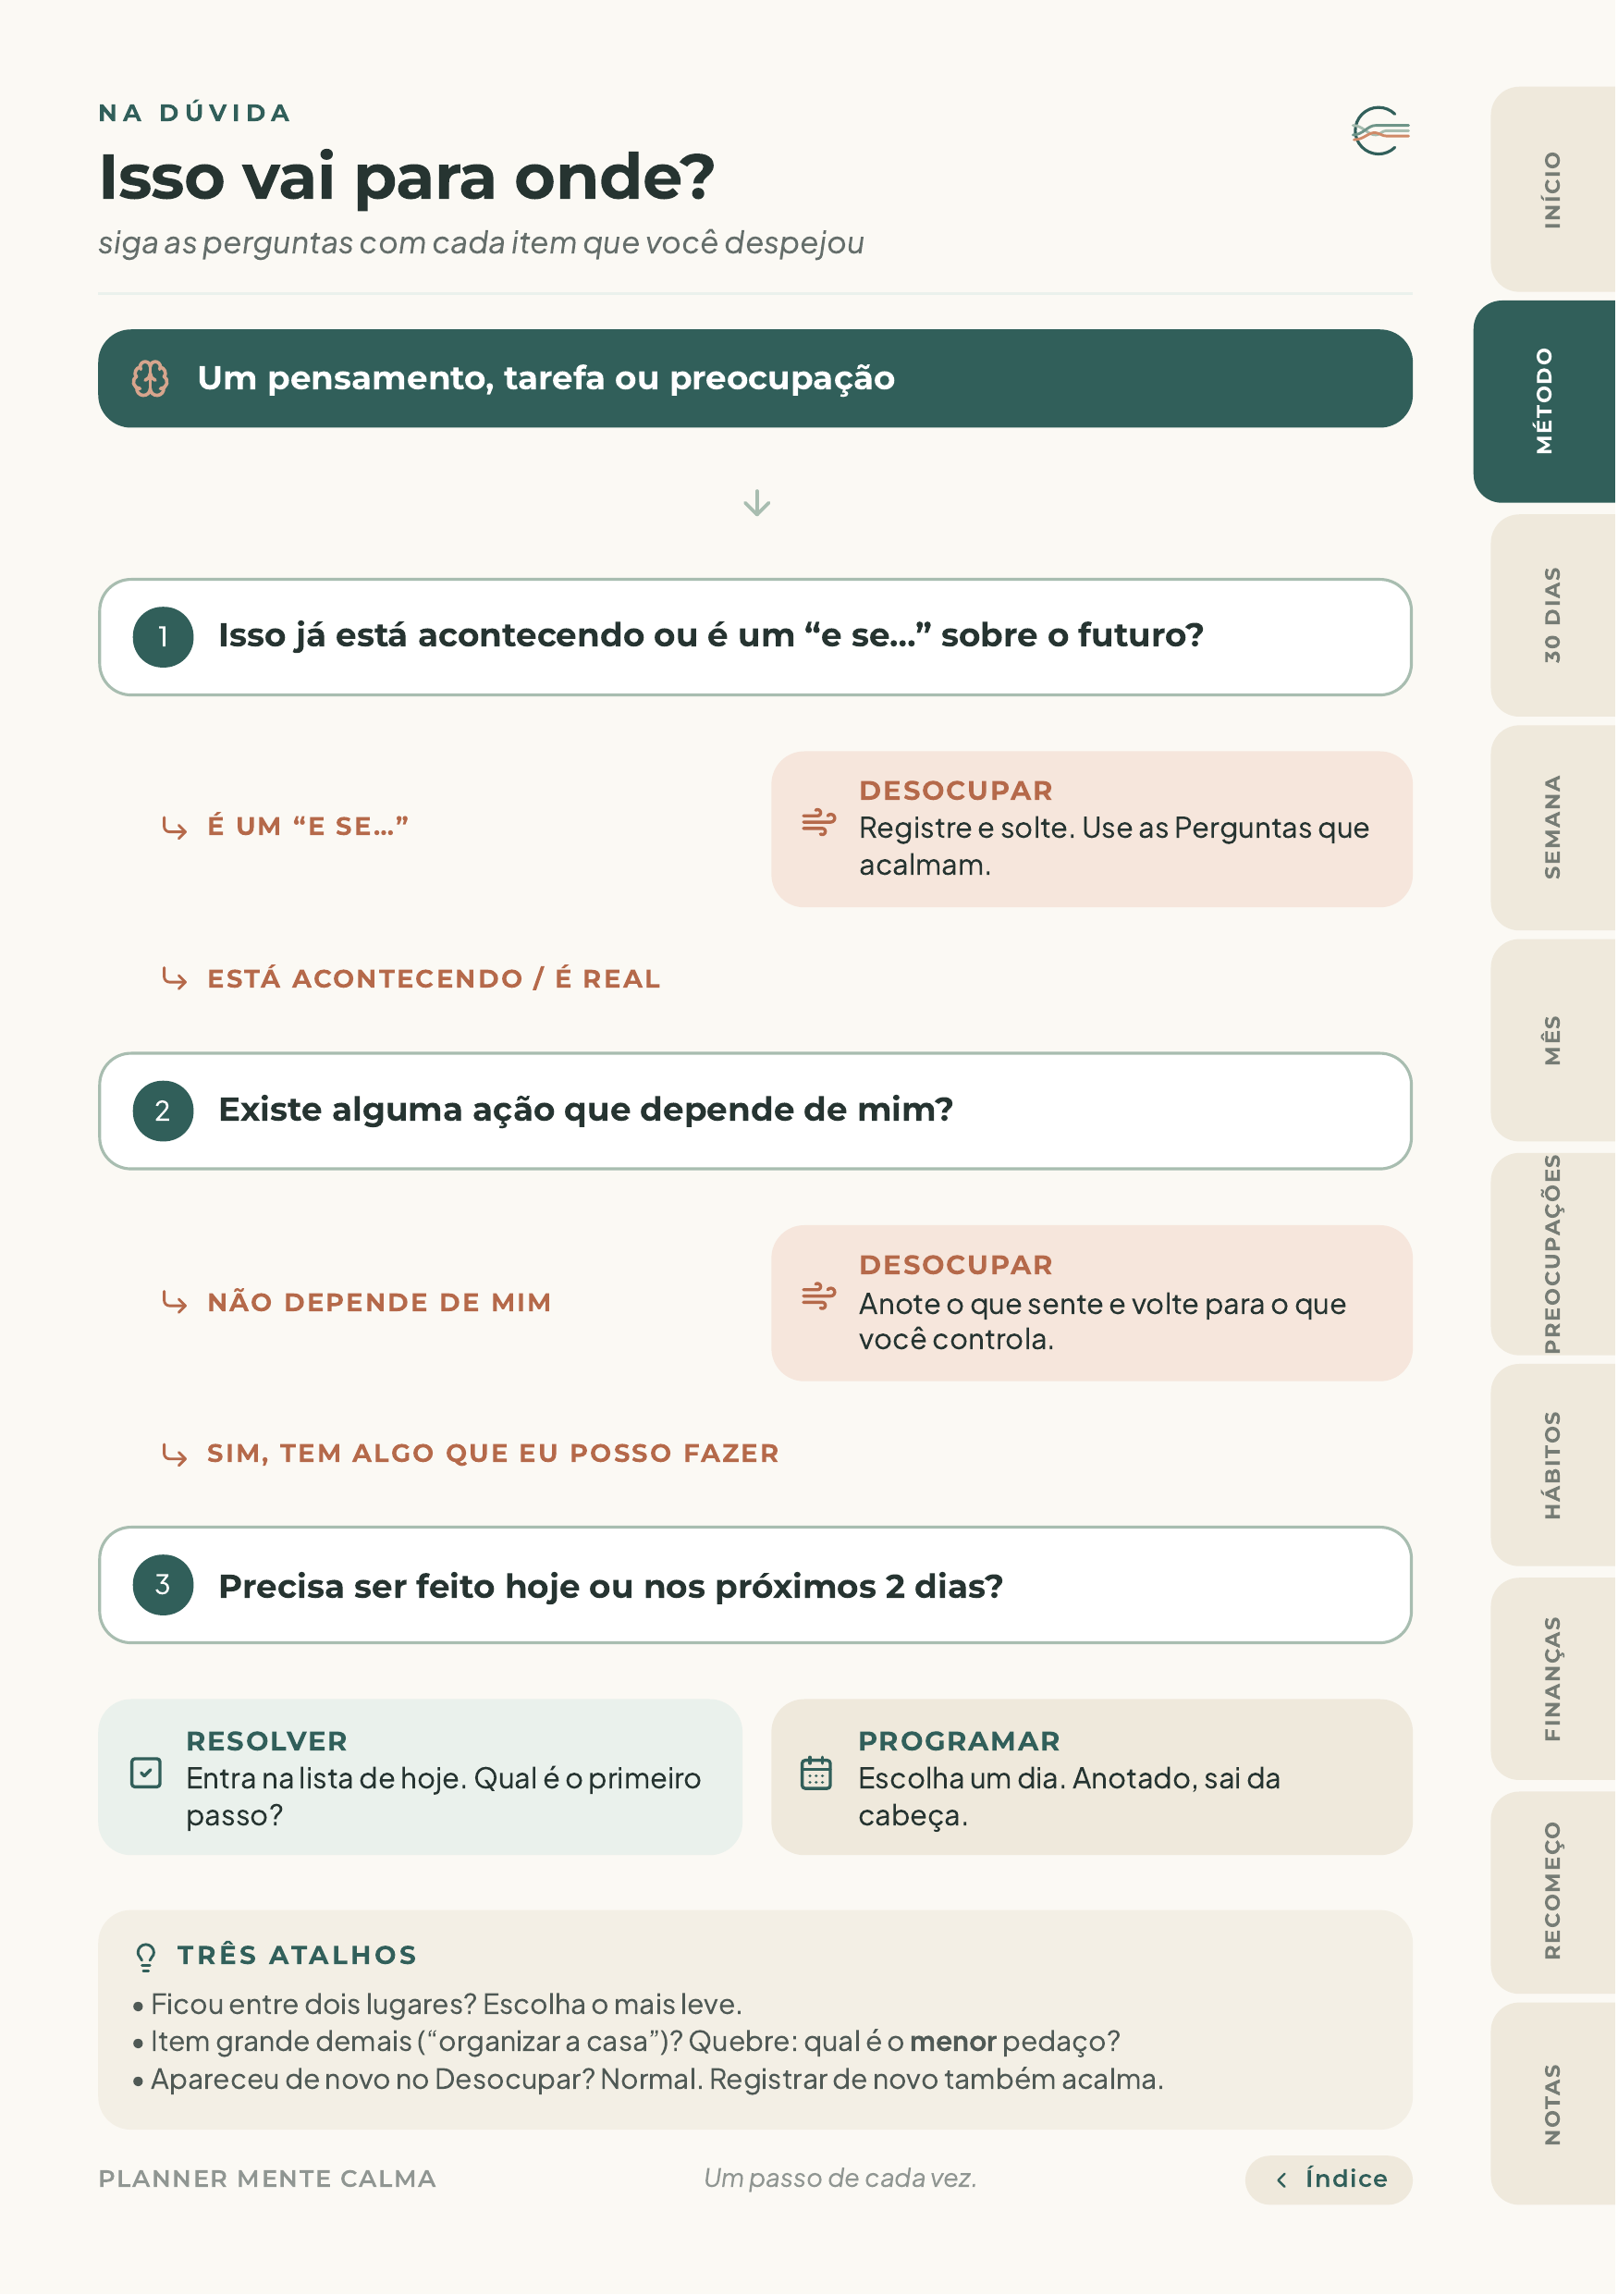 NA DÚVIDA
Isso vai para onde?
siga as perguntas com cada item que você despejou
Um pensamento, tarefa ou preocupação
1
Isso já está acontecendo ou é um “e se...” sobre o futuro?
É UM “E SE...”
DESOCUPAR
Registre e solte. Use as Perguntas que
acalmam.
ESTÁ ACONTECENDO / É REAL
2
Existe alguma ação que depende de mim?
NÃO DEPENDE DE MIM
DESOCUPAR
Anote o que sente e volte para o que
você controla.
SIM, TEM ALGO QUE EU POSSO FAZER
3
Precisa ser feito hoje ou nos próximos 2 dias?
RESOLVER
Entra na lista de hoje. Qual é o primeiro
passo?
PROGRAMAR
Escolha um dia. Anotado, sai da
cabeça.
TRÊS ATALHOS
• Ficou entre dois lugares? Escolha o mais leve.
• Item grande demais (“organizar a casa”)? Quebre: qual é o menor pedaço?
• Apareceu de novo no Desocupar? Normal. Registrar de novo também acalma.
PLANNER MENTE CALMA
Um passo de cada vez.
‹ Índice
INÍCIO
MÉTODO
30 DIAS
SEMANA
MÊS
PREOCUPAÇÕES
HÁBITOS
FINANÇAS
RECOMEÇO
NOTAS